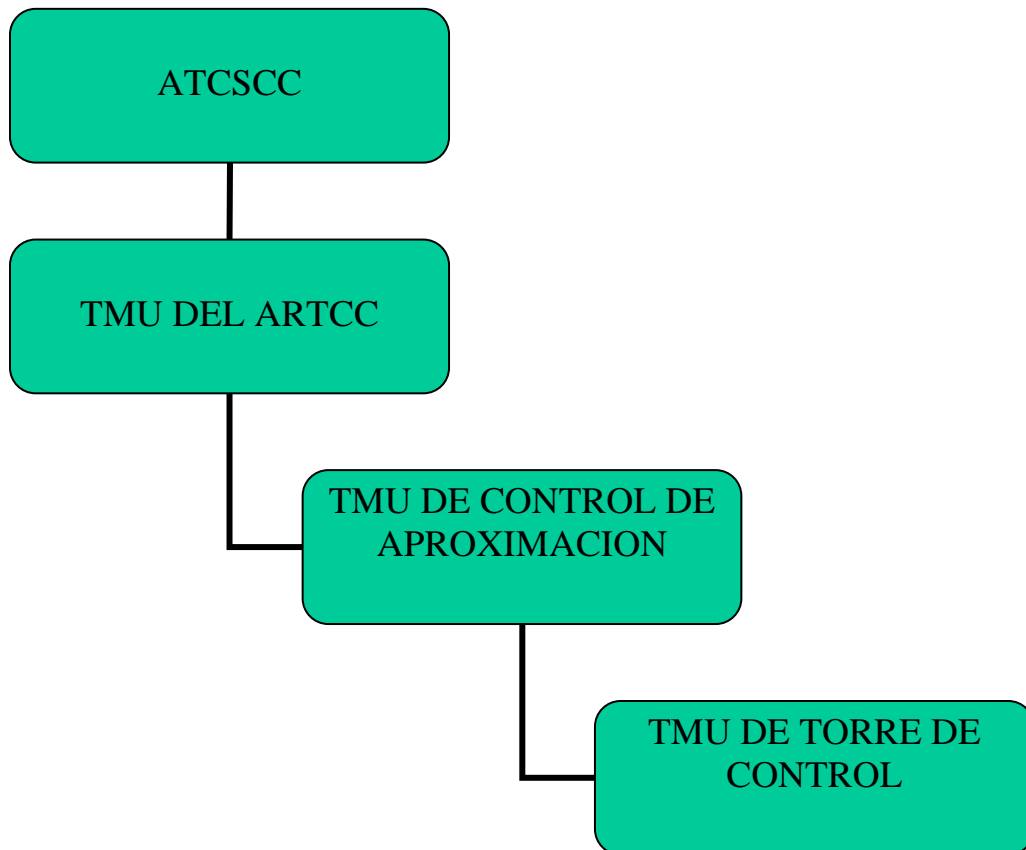 ATCSCC
TMU DEL ARTCC
TMU DE CONTROL DE
APROXIMACION
TMU DE TORRE DE
CONTROL